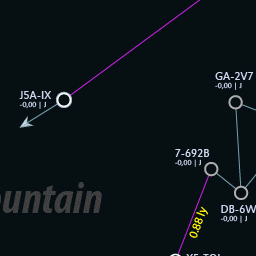 GA-2V7
-0,00 | J
J5A-IX
-0,00 | J
7-692B
-0,00 | J
ountain
DB-6W
-0,00 | J
0.88 ly